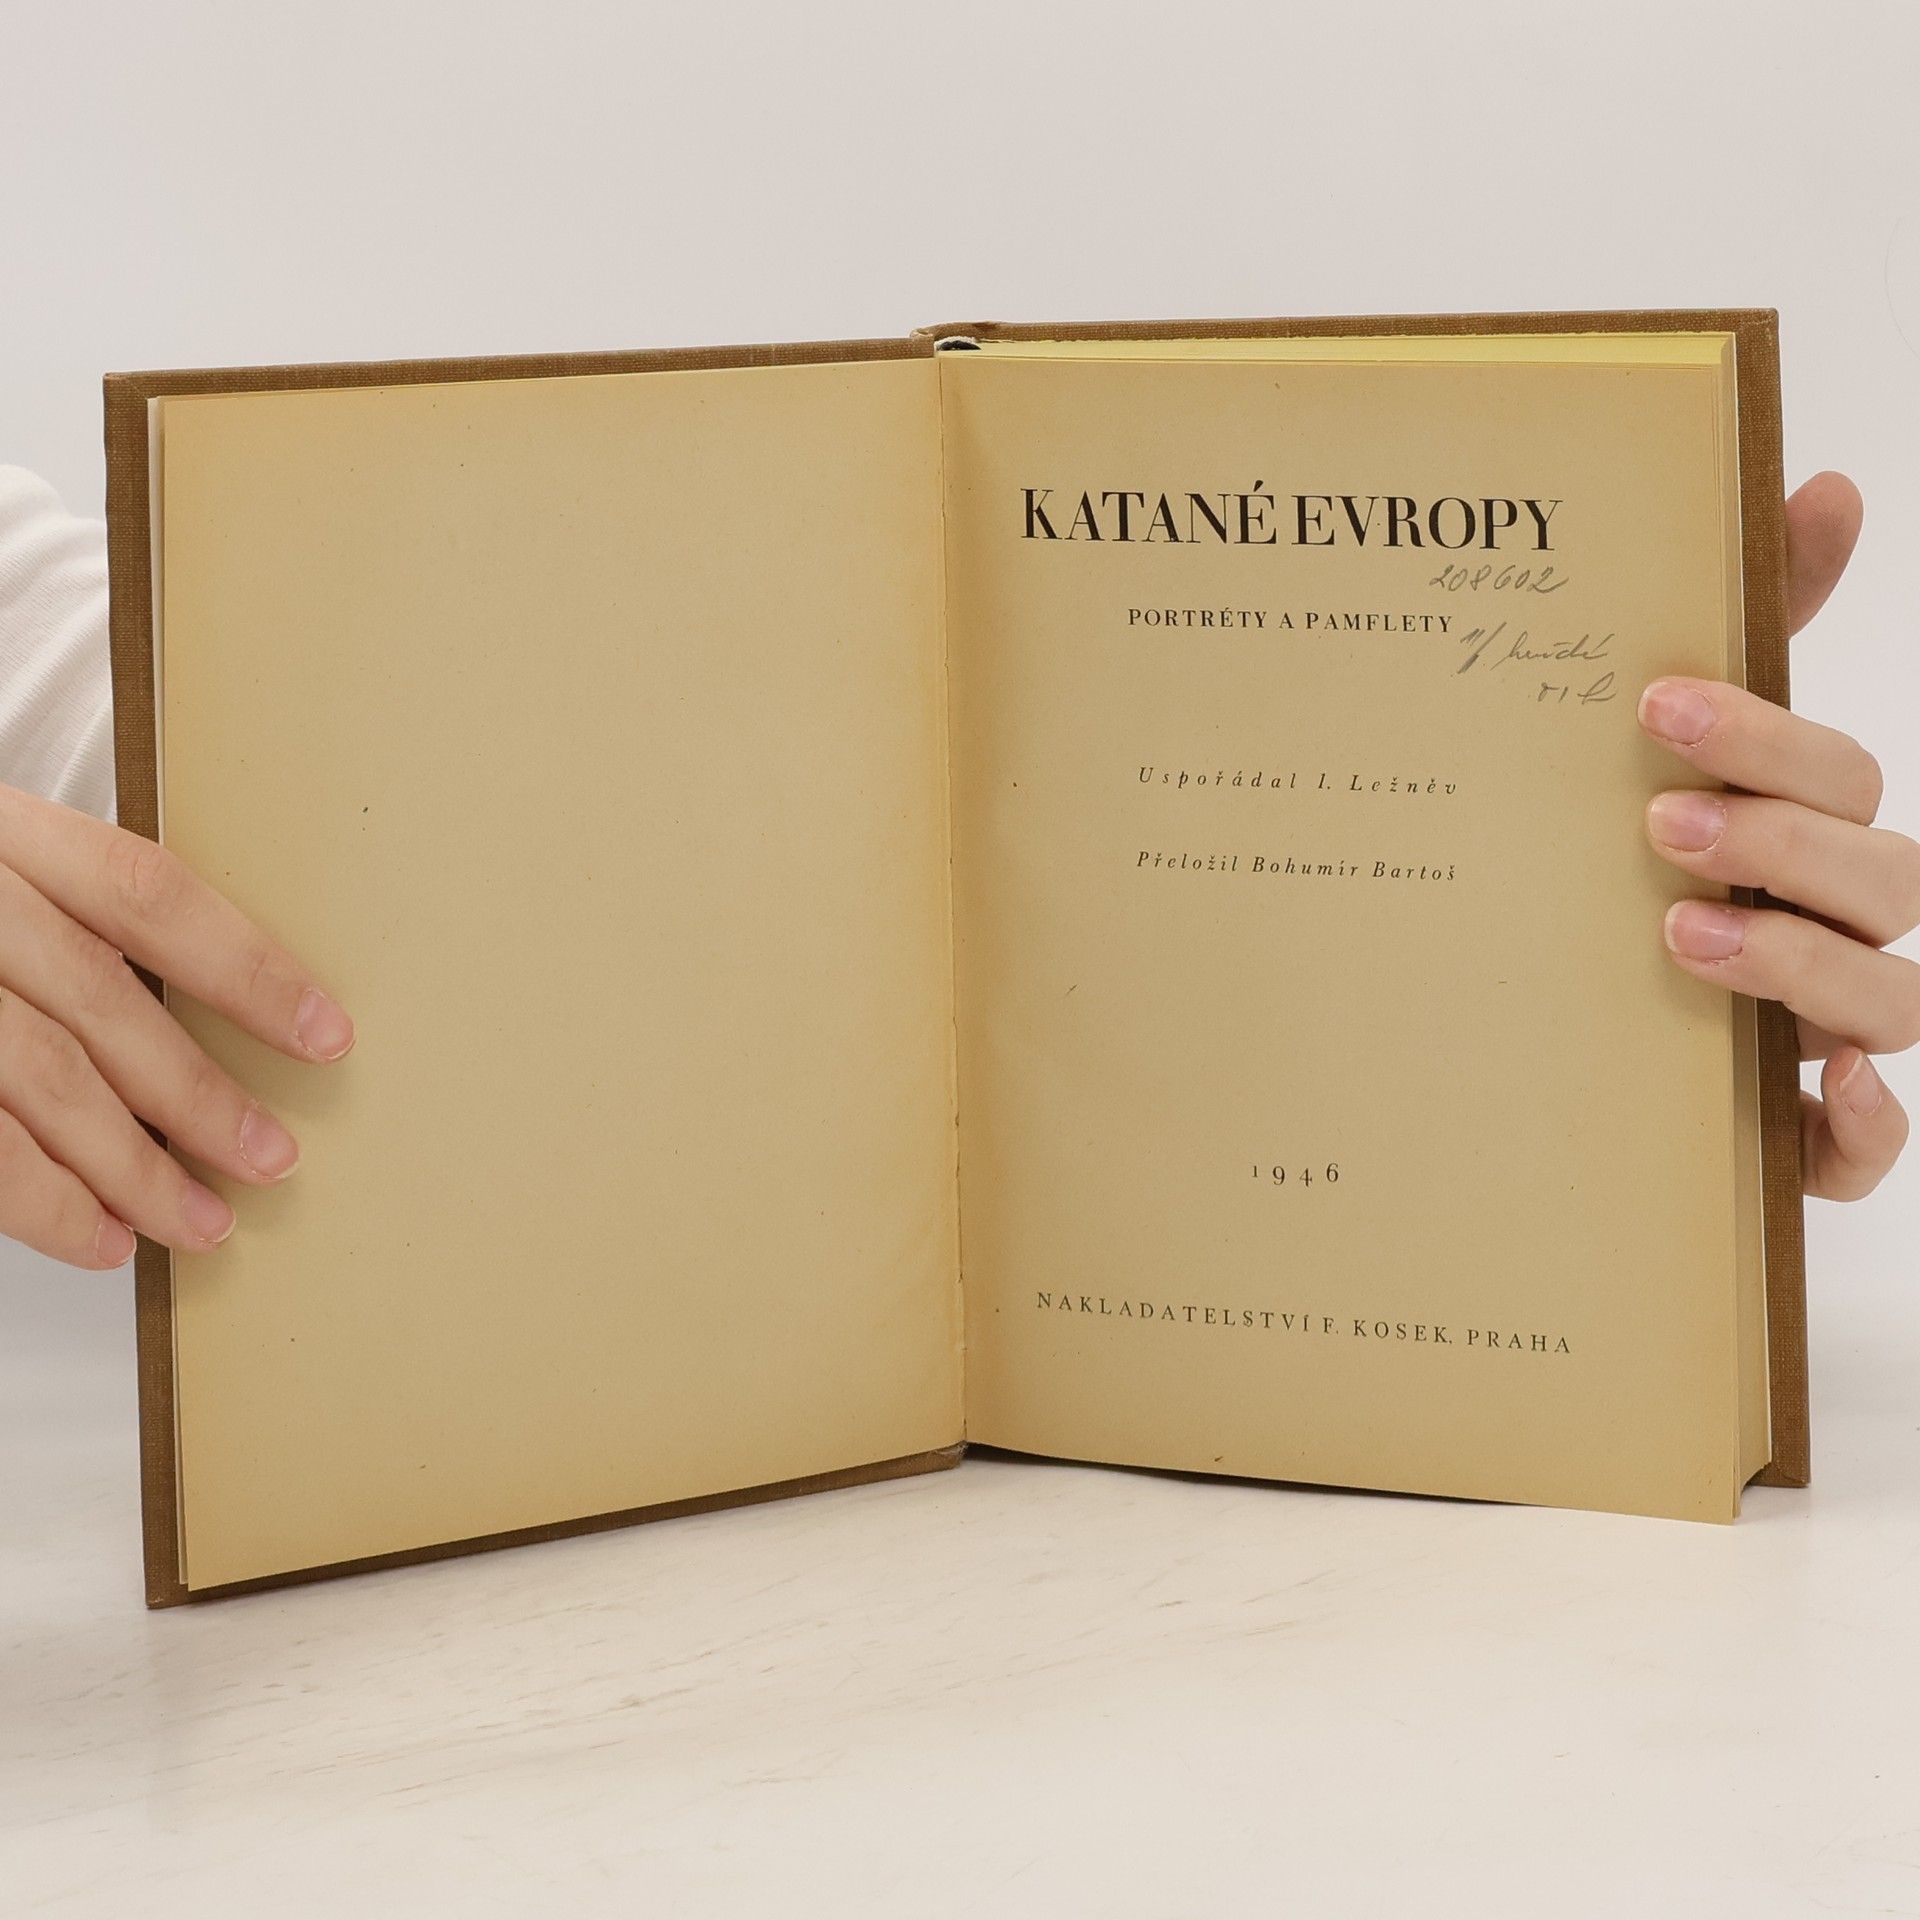 KATANÉ EVROPY
208602
PORTRÉTY A PAMFLETY
Uspořádal I. Ležněv
Přeložil Bohumír Bartoš
1946
NAKLADATELSTVÍ F. KOSEK, PRAHA